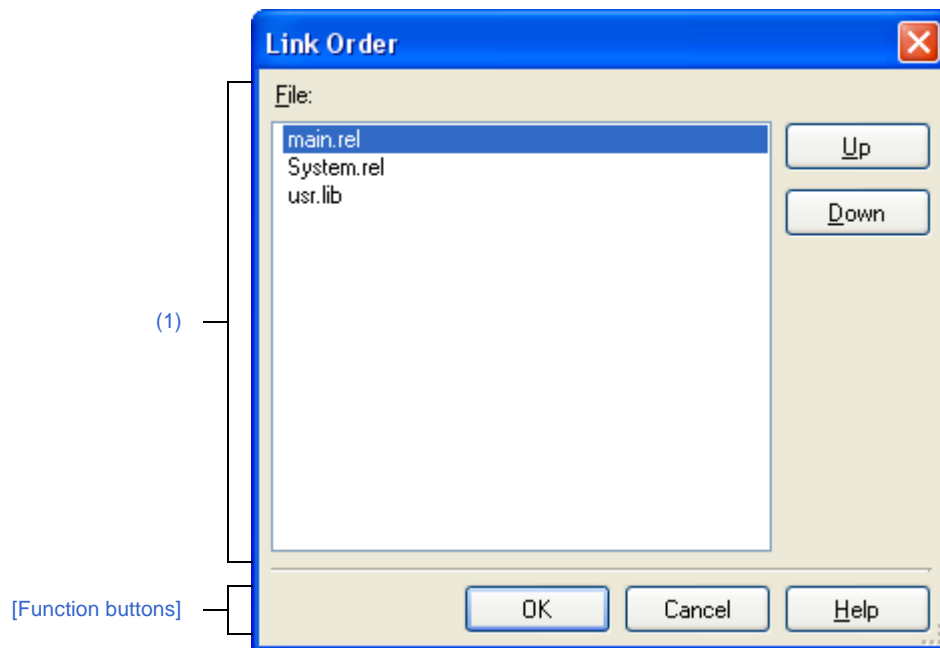 Link Order
File:
main.rel
System.rel
usr.lib
Up
Down
(1)
[Function buttons]
OK
Cancel
Help